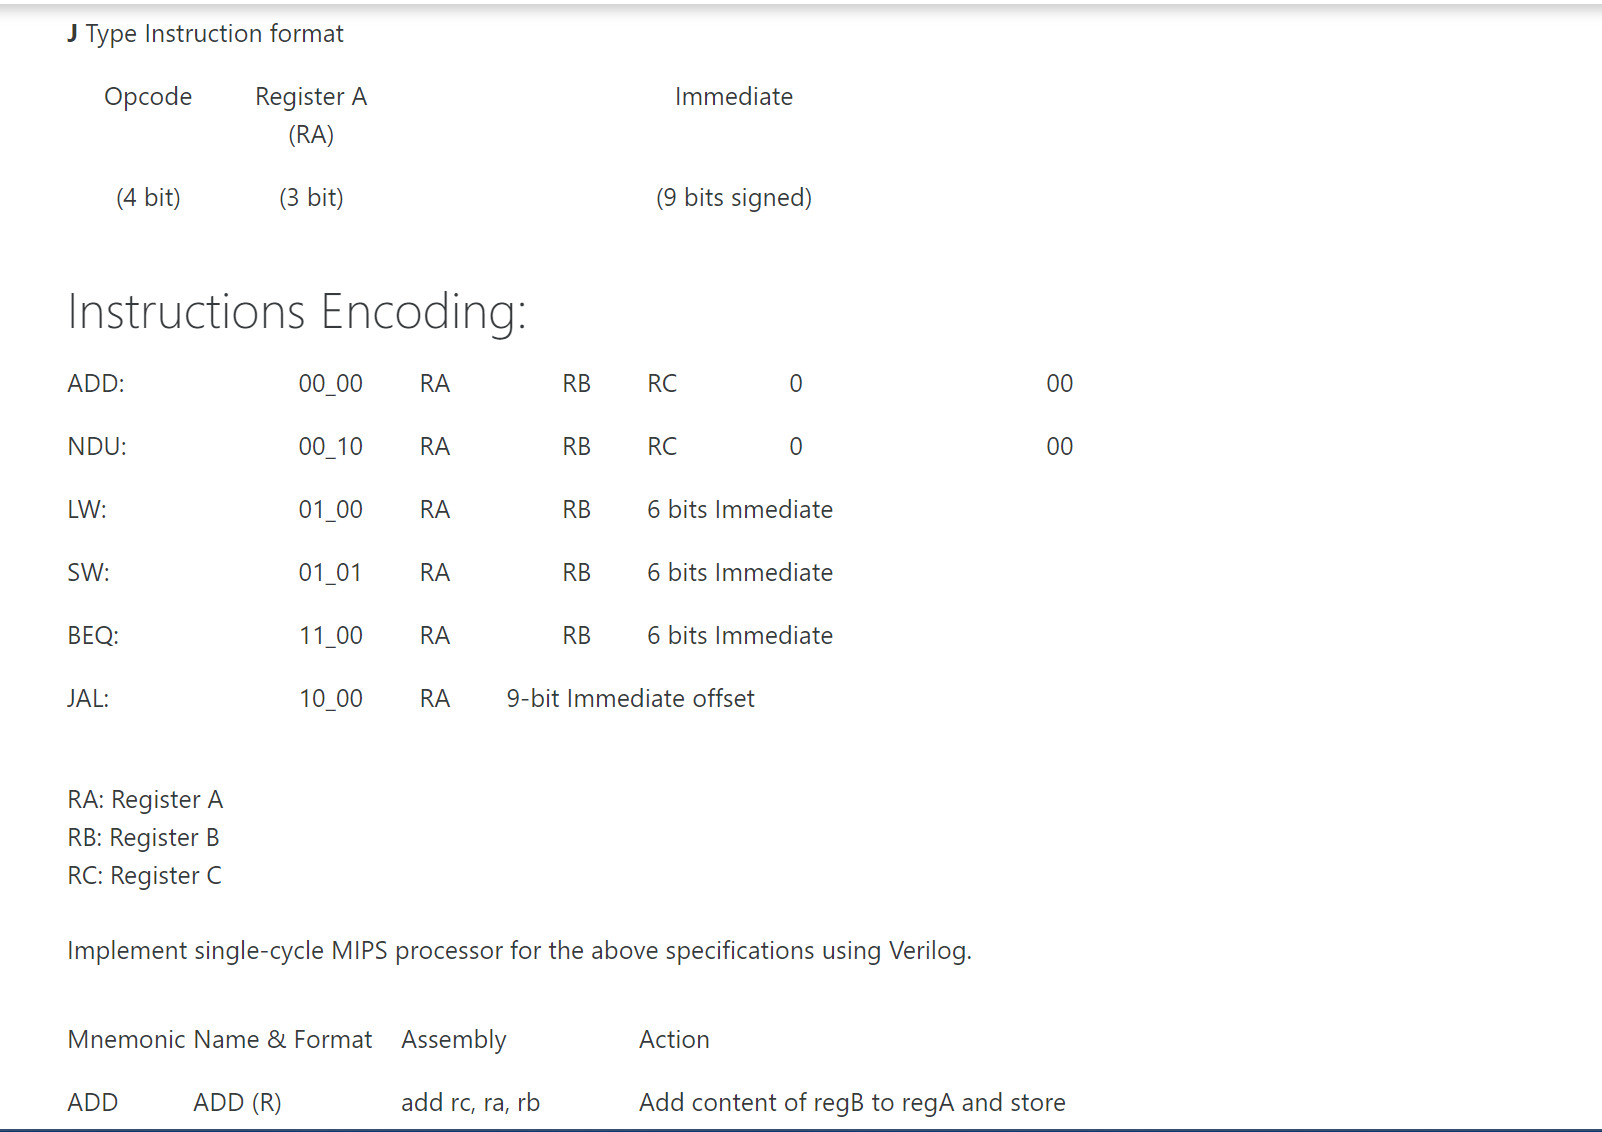 J Type Instruction format
Opcode Register A Immediate
(RA)
(4 bit) (3 bit) (9 bits signed)
Instructions Encoding:
ADD: 00_00 RA RB RC 0 00
NDU: 00_10 RA RB RC 0 00
LW: 01_00 RA RB 6 bits Immediate
SW: 01_01 RA RB 6 bits Immediate
BEQ: 11_00 RA RB 6 bits Immediate
JAL: 10_00 RA 9-bit Immediate offset
RA: Register A
RB: Register B
RC: Register C
Implement single-cycle MIPS processor for the above specifications using Verilog.
Mnemonic Name & Format Assembly Action
ADD ADD (R) add rc, ra, rb Add content of regB to regA and store